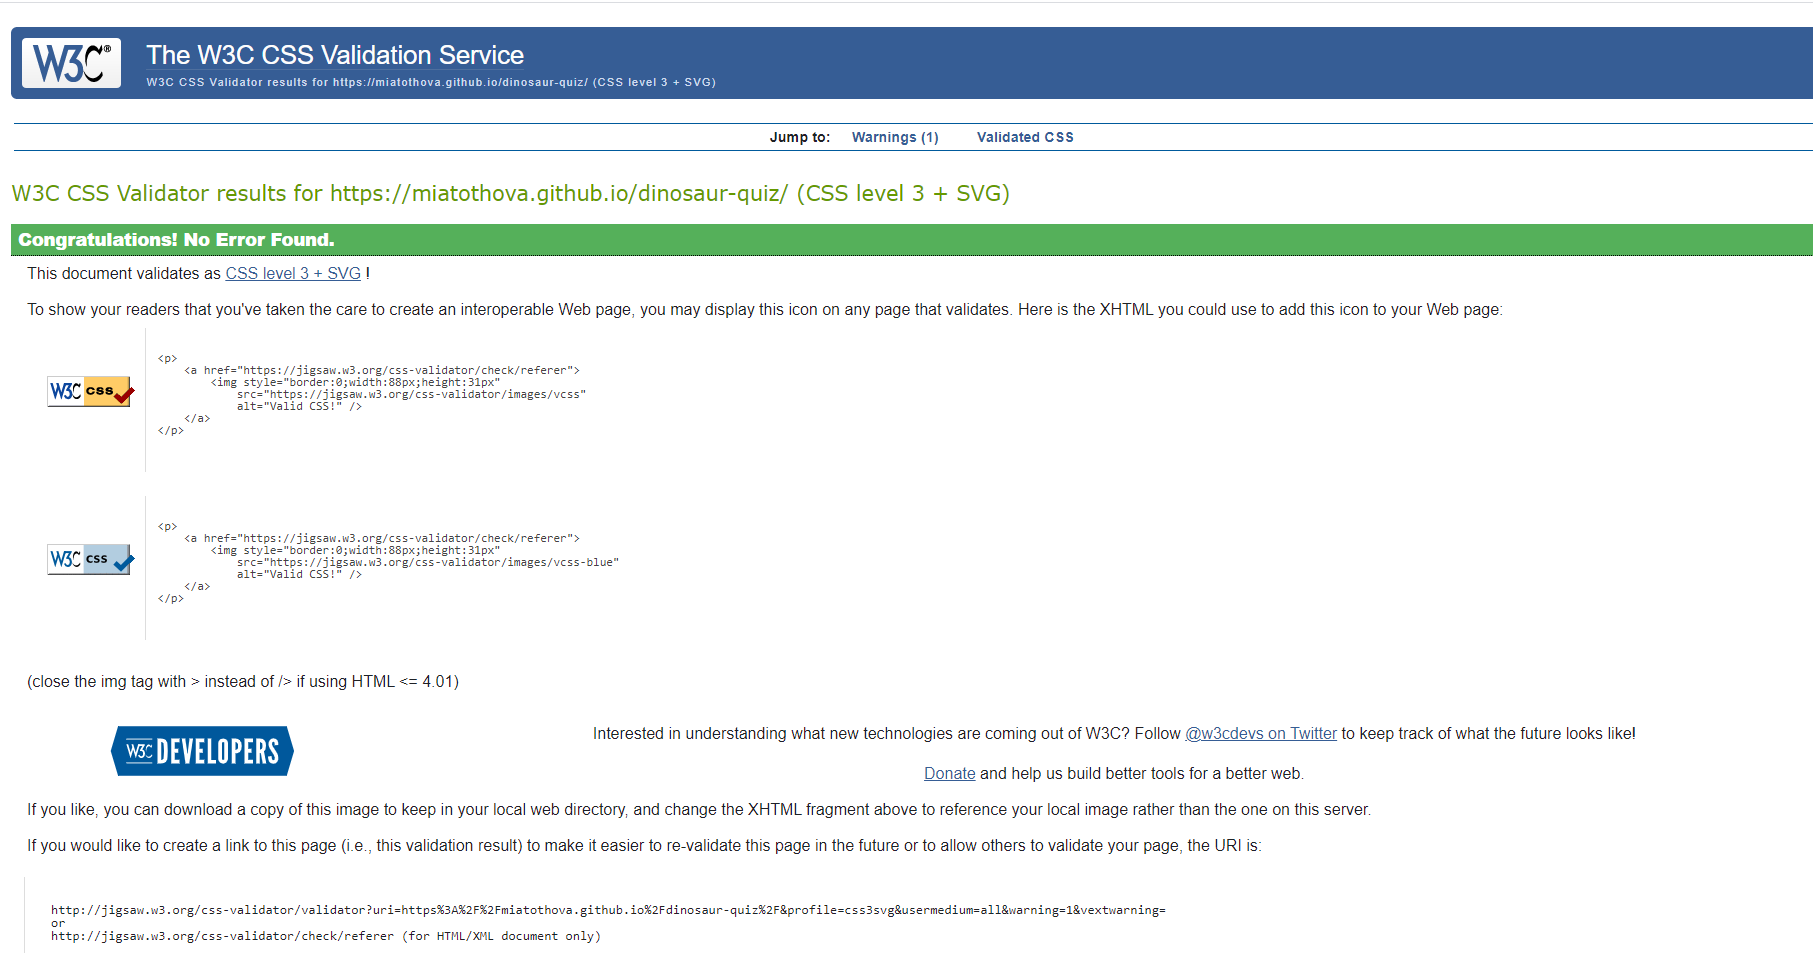 W3C®
The W3C CSS Validation Service
W3C CSS Validator results for https://miatothova.github.io/dinosaur-quiz/ (CSS level 3 + SVG)
Jump to: Warnings (1) Validated CSS
W3C CSS Validator results for https://miatothova.github.io/dinosaur-quiz/ (CSS level 3 + SVG)
Congratulations! No Error Found.
This document validates as CSS level 3 + SVG !
To show your readers that you've taken the care to create an interoperable Web page, you may display this icon on any page that validates. Here is the XHTML you could use to add this icon to your Web page:
W3C css
<p>
<a href="https://jigsaw.w3.org/css-validator/check/referer">
<img style="border:0;width:88px;height:31px"
src="https://jigsaw.w3.org/css-validator/images/vcss"
alt="Valid CSS!" />
</a>
</p>
W3C css
<p>
<a href="https://jigsaw.w3.org/css-validator/check/referer">
<img style="border:0;width:88px;height:31px"
src="https://jigsaw.w3.org/css-validator/images/vcss-blue"
alt="Valid CSS!" />
</a>
</p>
(close the img tag with > instead of /> if using HTML <= 4.01)
W3C DEVELOPERS
Interested in understanding what new technologies are coming out of W3C? Follow @w3cdevs on Twitter to keep track of what the future looks like!
Donate and help us build better tools for a better web.
If you like, you can download a copy of this image to keep in your local web directory, and change the XHTML fragment above to reference your local image rather than the one on this server.
If you would like to create a link to this page (i.e., this validation result) to make it easier to re-validate this page in the future or to allow others to validate your page, the URI is:
http://jigsaw.w3.org/css-validator/validator?uri=https%3A%2F%2Fmiatothova.github.io%2Fdinosaur-quiz%2F&profile=css3svg&usermedium=all&warning=1&vextwarning=
or
http://jigsaw.w3.org/css-validator/check/referer (for HTML/XML document only)